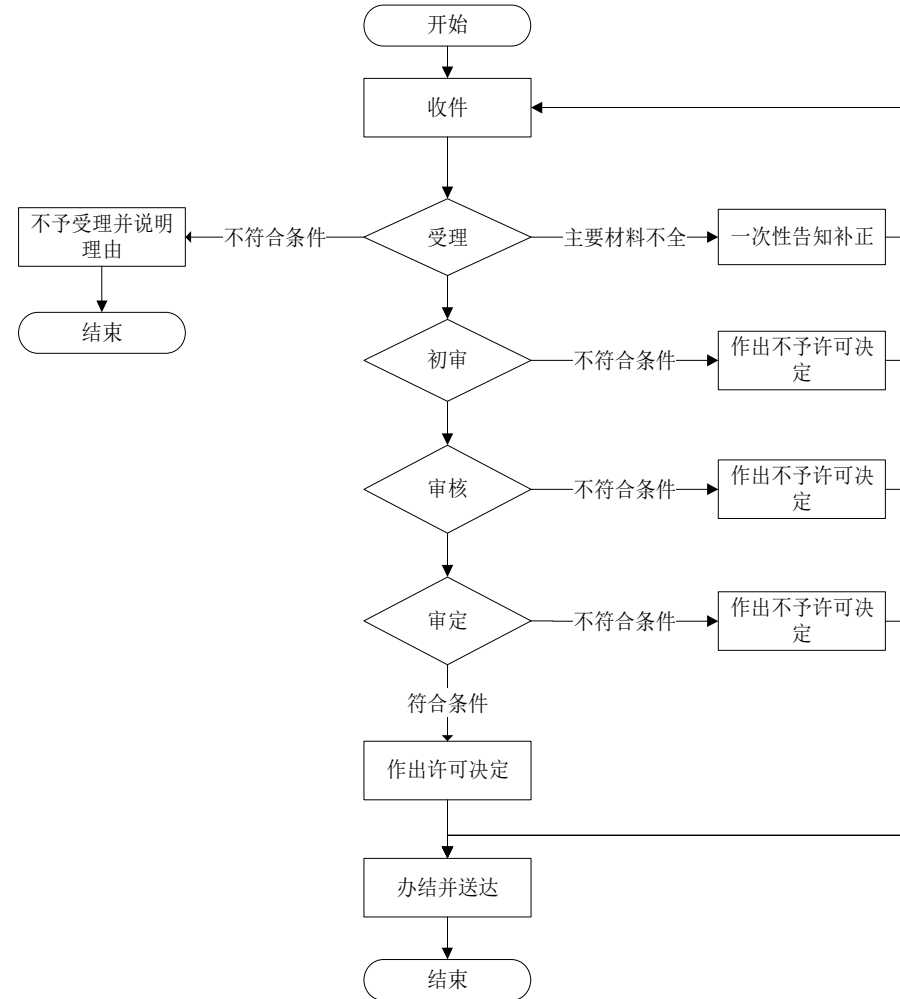 开始
收件
不予受理并说明
理由
不符合条件
受理
主要材料不全
一次性告知补正
结束
初审
不符合条件
作出不予许可决
定
审核
不符合条件
作出不予许可决
定
审定
不符合条件
作出不予许可决
定
符合条件
作出许可决定
办结并送达
结束